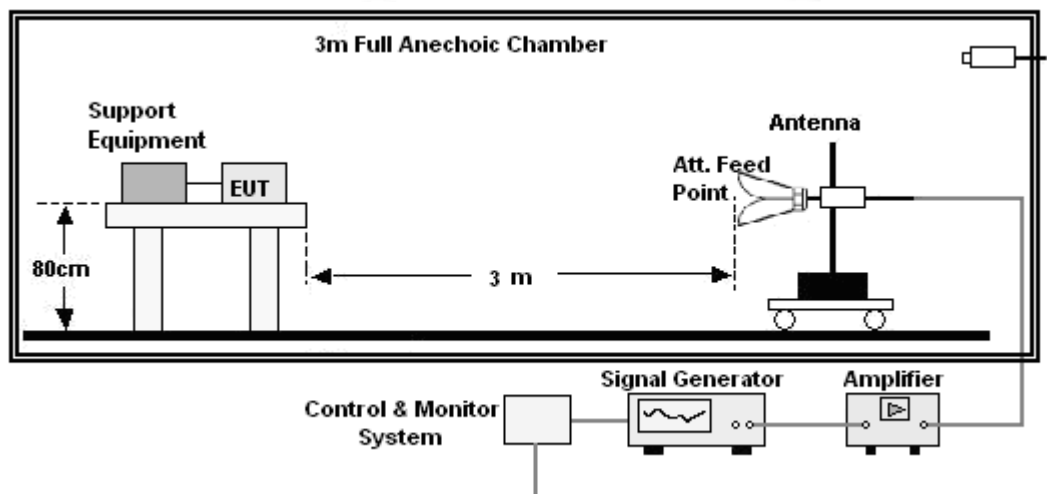 3m Full Anechoic Chamber
Support
Equipment
EUT
80cm
3 m
Antenna
Att. Feed
Point
Signal Generator
Amplifier
Control & Monitor
System